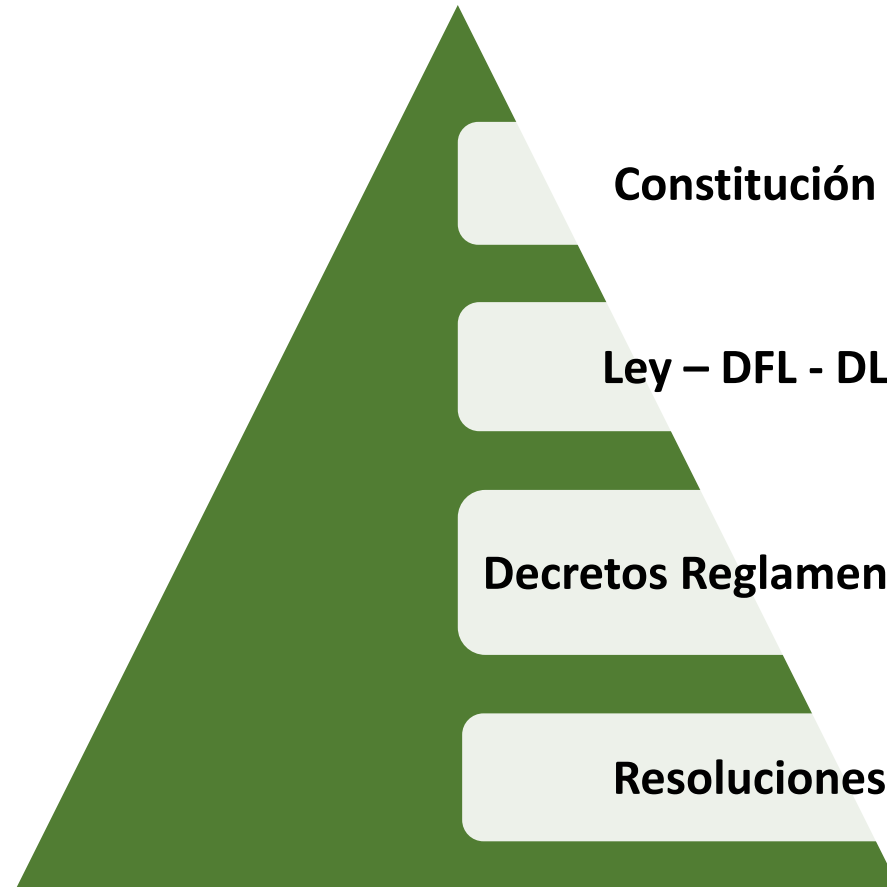 Constitución
Ley – DFL - DL
Decretos Reglamen
Resoluciones